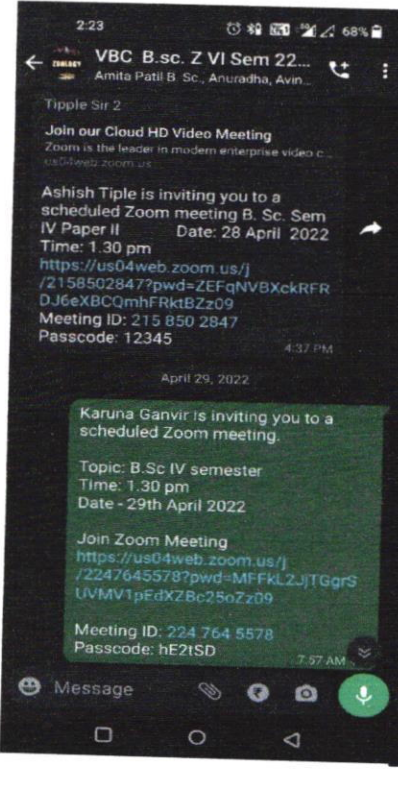 2:23
68%
VBC B.sc. Z VI Sem 22...
Amita Patil B. Sc., Anuradha, Avin...
Tipple Sir 2
Join our Cloud HD Video Meeting
Zoom is the leader in modern enterprise video c...
us04web.zoom.us
Ashish Tiple is inviting you to a
scheduled Zoom meeting B. Sc. Sem
IV Paper II Date: 28 April 2022
Time: 1.30 pm
https://us04web.zoom.us/j
/2158502847?pwd=ZEFqNVBXckRFR
DJ6eXBCQmhFRktBZz09
Meeting ID: 215 850 2847
Passcode: 12345
4:37 PM
April 29, 2022
Karuna Ganvir is inviting you to a
scheduled Zoom meeting.
Topic: B.Sc IV semester
Time: 1.30 pm
Date - 29th April 2022
Join Zoom Meeting
https://us04web.zoom.us/j
/2247645578?pwd=MFFkL2JjTGgrS
UVMV1pEdXZBc25oZz09
Meeting ID: 224 764 5578
Passcode: hE2tSD
7:57 AM
Message